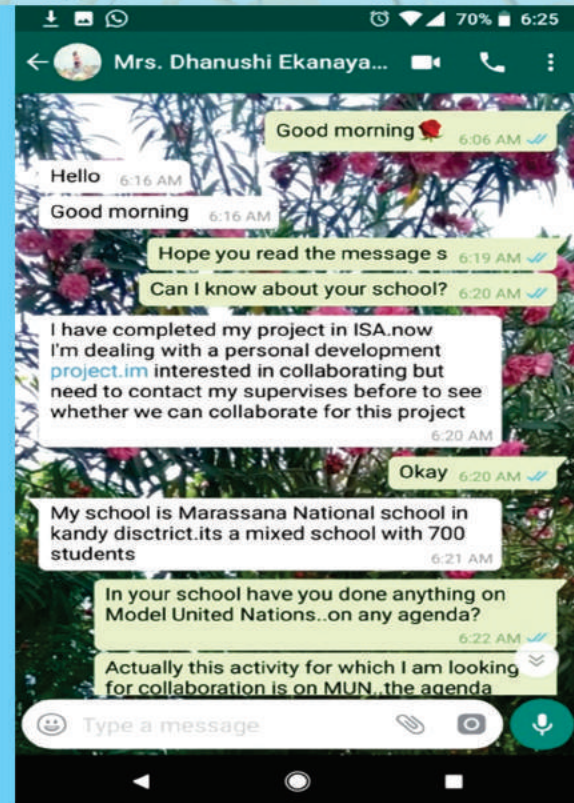 70% 6:25
Mrs. Dhanushi Ekanaya...
Good morning🌹 6:06 AM
Hello 6:16 AM
Good morning 6:16 AM
Hope you read the message s 6:19 AM
Can I know about your school? 6:20 AM
I have completed my project in ISA.now
I'm dealing with a personal development
project.im interested in collaborating but
need to contact my supervises before to see
whether we can collaborate for this project
6:20 AM
Okay 6:20 AM
My school is Marassana National school in
kandy disctrict.its a mixed school with 700
students 6:21 AM
In your school have you done anything on
Model United Nations..on any agenda?
6:22 AM
Actually this activity for which I am looking
for collaboration is on MUN,,the agenda
Type a message